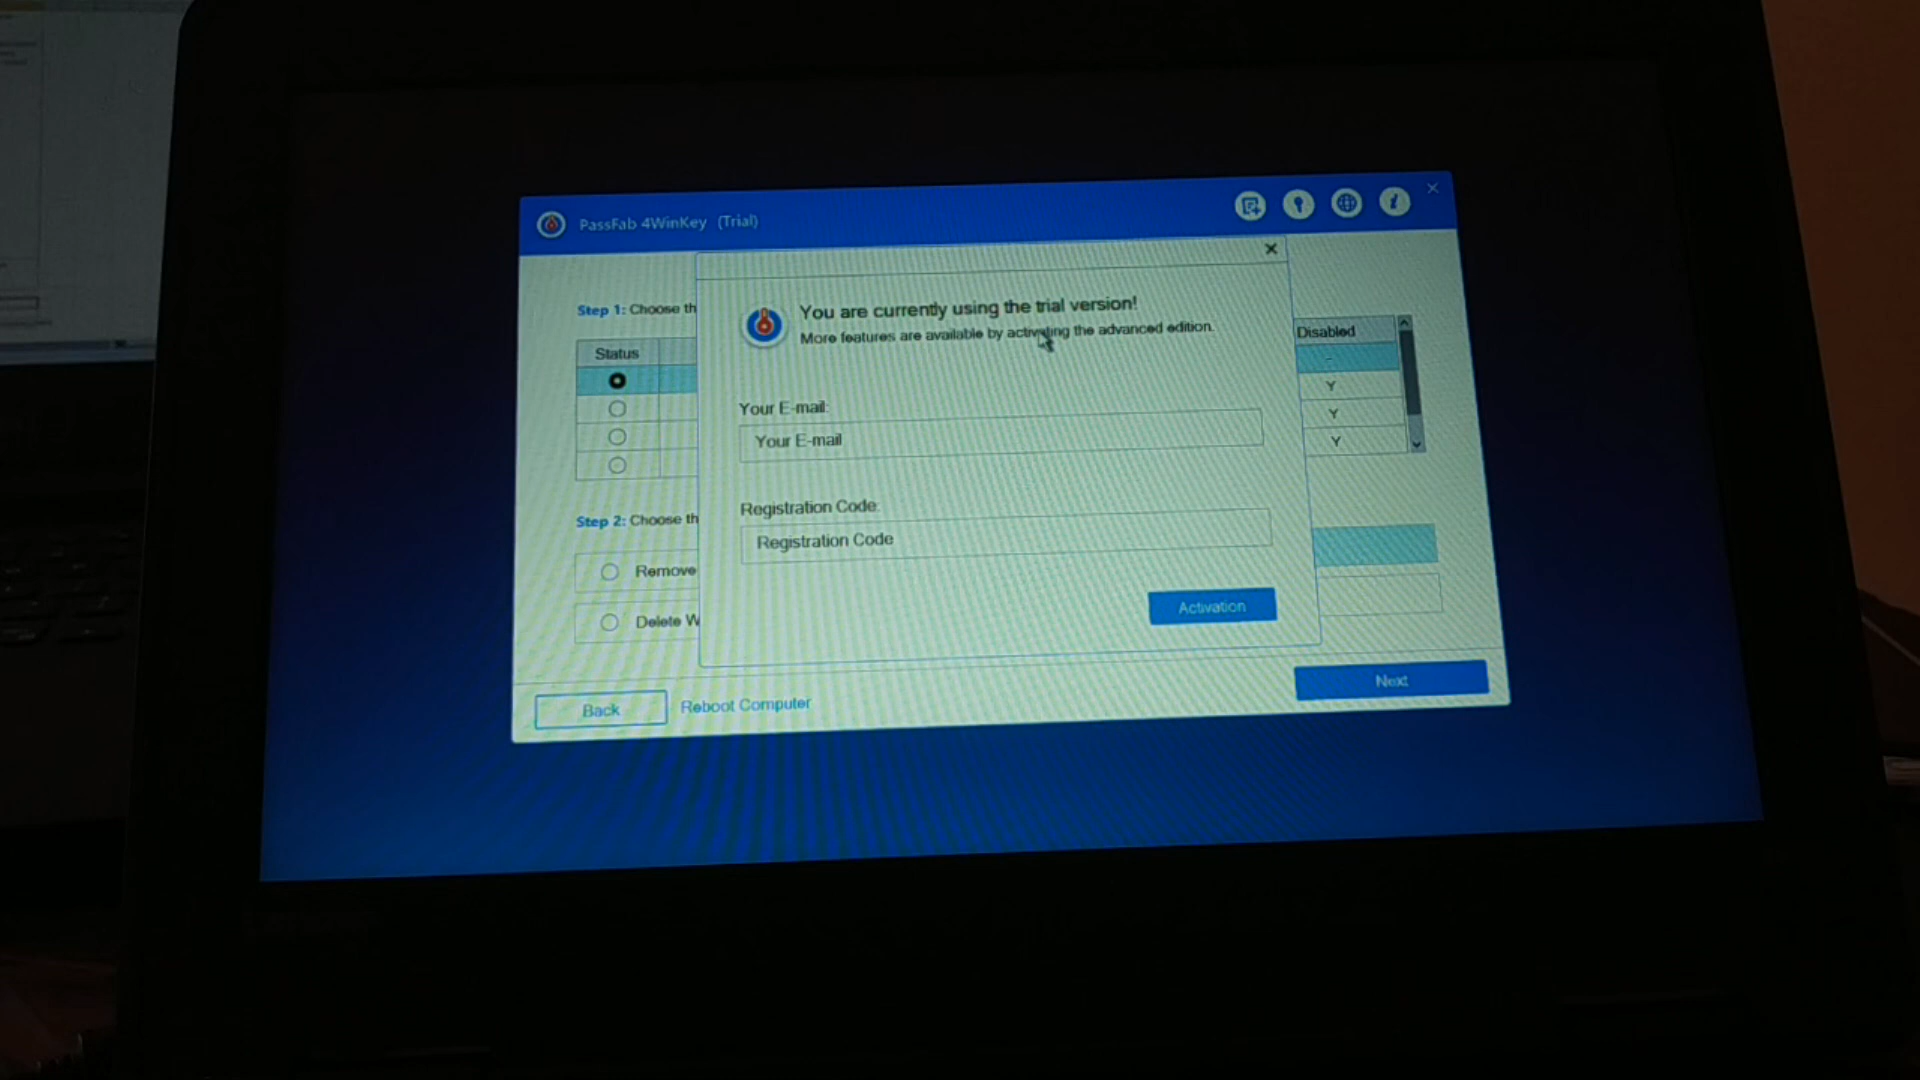 PassFab 4WinKey (Trial)
You are currently using the trial version!
More features are available by activating the advanced edition.
Step 1: Choose th
Status
Disabled
-
Y
Y
Y
Your E-mail:
Your E-mail
Registration Code:
Registration Code
Step 2: Choose th
Remove
Delete W
Activation
Back
Reboot Computer
Next